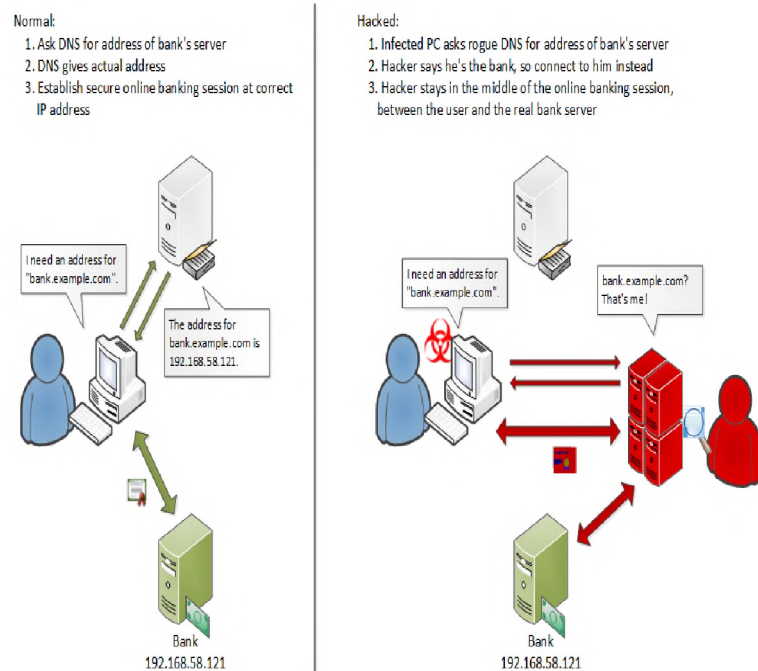 Normal:
1. Ask DNS for address of bank's server
2. DNS gives actual address
3. Establish secure online banking session at correct
IP address
I need an address for
"bank.example.com".
The address for
bank.example.com is
192.168.58.121.
Bank
192.168.58.121
Hacked:
1. Infected PC asks rogue DNS for address of bank's server
2. Hacker says he's the bank, so connect to him instead
3. Hacker stays in the middle of the online banking session,
between the user and the real bank server
I need an address for
"bank.example.com".
bank.example.com?
That's me!
Bank
192.168.58.121